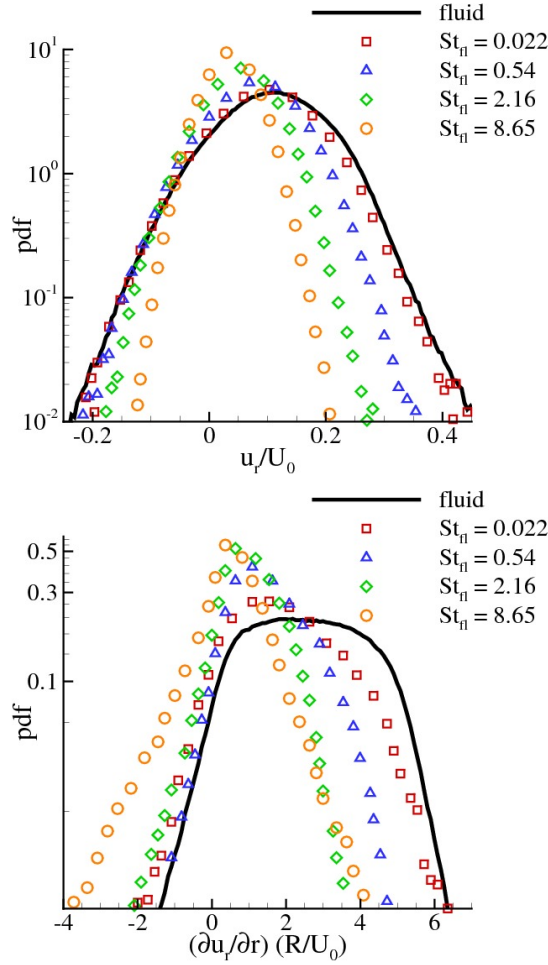 fluid
St_fl = 0.022
St_fl = 0.54
St_fl = 2.16
St_fl = 8.65
10^1
10^0
10^-1
10^-2
pdf
-0.2 0 0.2 0.4
u_r/U_0
fluid
St_fl = 0.022
St_fl = 0.54
St_fl = 2.16
St_fl = 8.65
0.5
0.3
0.1
pdf
-4 -2 0 2 4 6
(∂u_r/∂r) (R/U_0)